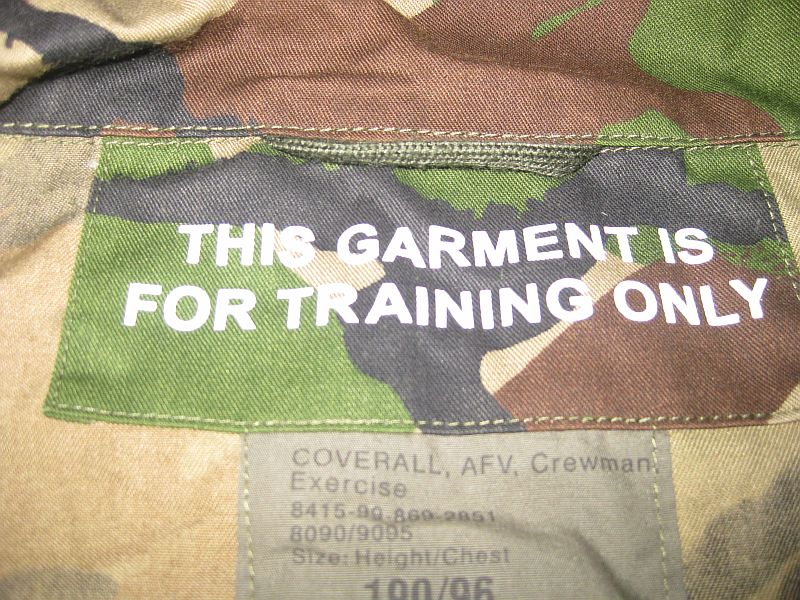 THIS GARMENT IS
FOR TRAINING ONLY
COVERALL, AFV, Crewman,
Exercise
8415-99-869-2851
8090/9095
Size: Height/Chest
190/96